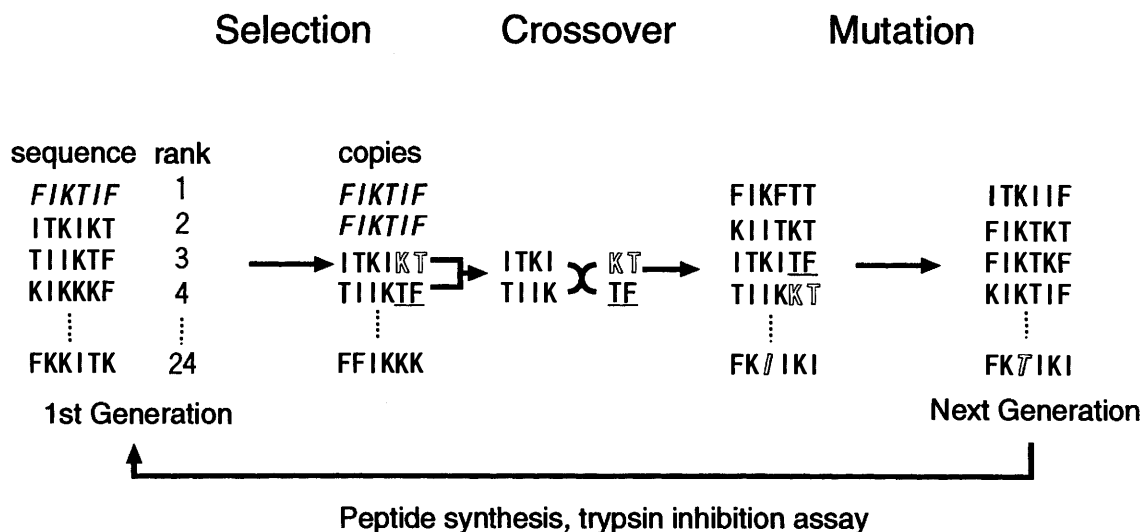 Selection Crossover Mutation
sequence rank copies
FIKTIF 1 FIKTIF FIKFTT ITKIIF
ITKIKT 2 FIKTIF KIITKT FIKTKT
TIIKTF 3 ITKIKT ITKI KT ITKITF FIKTKF
KIKKKF 4 TIIKTF TIIK TF TIIKKT KIKTIF
FKKITK 24 FFIKKK FKIIKI FKTIKI
1st Generation Next Generation
Peptide synthesis, trypsin inhibition assay